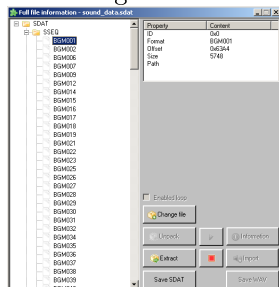 Full file information - sound_data.sdat
SDAT
SSEQ
BGM001
BGM002
BGM006
BGM007
BGM009
BGM012
BGM014
BGM015
BGM016
BGM017
BGM018
BGM019
BGM020
BGM021
BGM022
BGM023
BGM025
BGM026
BGM027
BGM028
BGM029
BGM030
BGM031
BGM032
BGM034
BGM035
BGM036
BGM037
BGM038
BGM039
Property Content
ID 0x0
Format BGM001
Offset 0x63A4
Size 5748
Path
Enabled loop
Change file
Unpack
Information
Extract
Import
Save SDAT
Save WAV